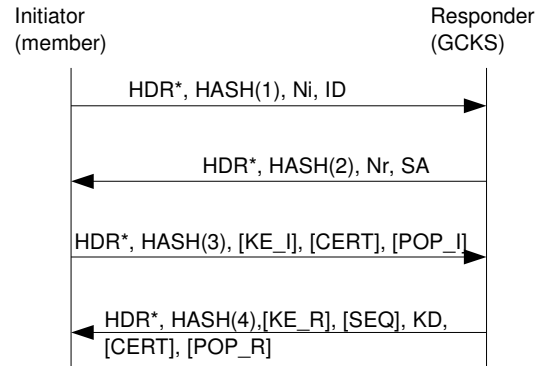 Initiator
(member)
Responder
(GCKS)
HDR*, HASH(1), Ni, ID
HDR*, HASH(2), Nr, SA
HDR*, HASH(3), [KE_I], [CERT], [POP_I]
HDR*, HASH(4),[KE_R], [SEQ], KD,
[CERT], [POP_R]